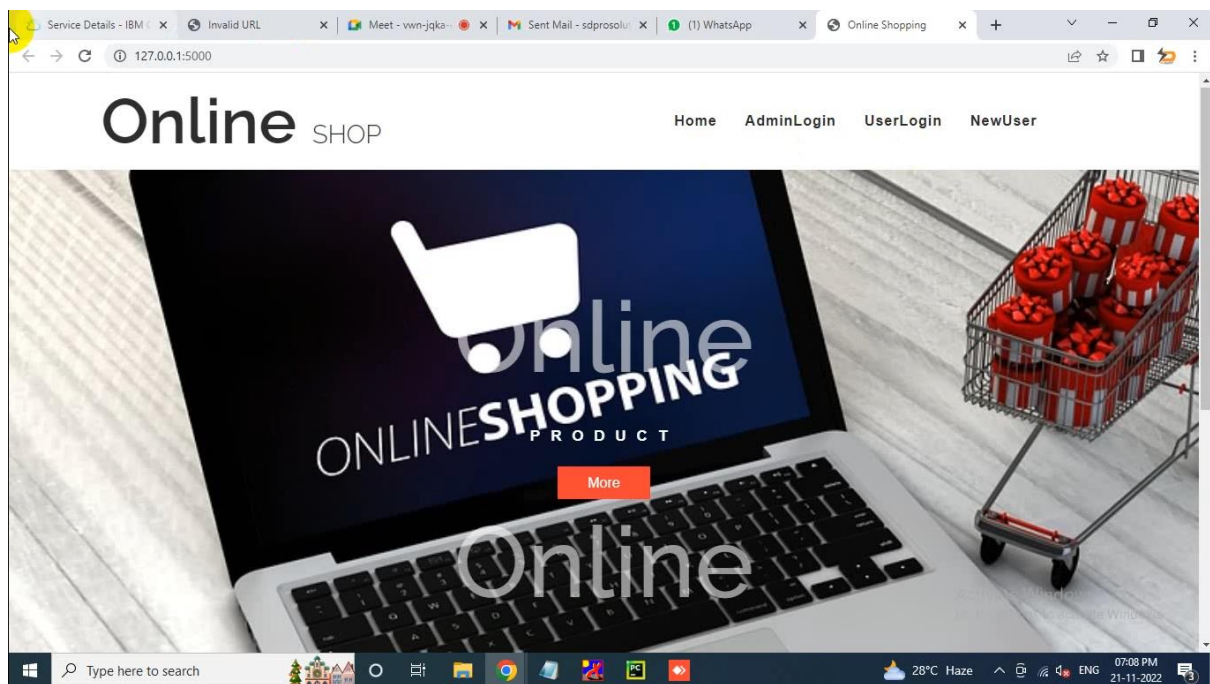 Service Details - IBM C
Invalid URL
Meet - vwn-jqka-
Sent Mail - sdprosolut
(1) WhatsApp
Online Shopping
127.0.0.1:5000
Online SHOP
Home AdminLogin UserLogin NewUser
Online
ONLINESHOPPING
PRODUCT
More
Online
Type here to search
PC
28°C Haze
ENG
07:08 PM
21-11-2022
3